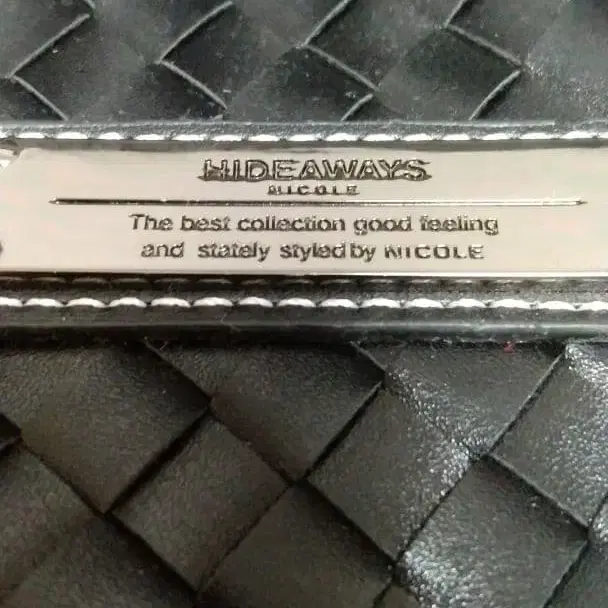 HIDEAWAYS
NICOLE
The best collection good feeling
and stately styled by NICOLE